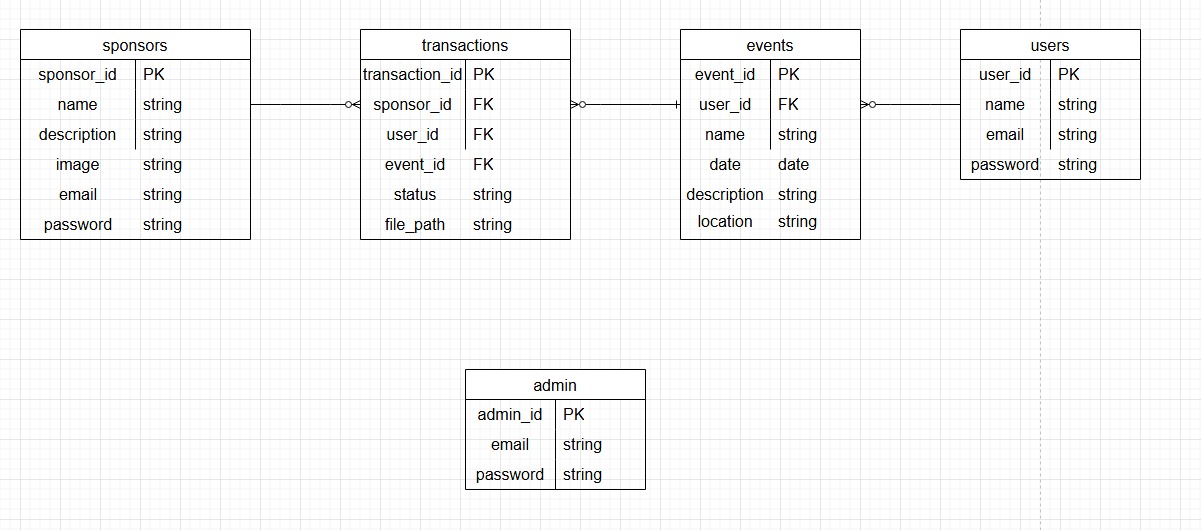 sponsors
sponsor_id PK
name string
description string
image string
email string
password string
transactions
transaction_id PK
sponsor_id FK
user_id FK
event_id FK
status string
file_path string
events
event_id PK
user_id FK
name string
date date
description string
location string
users
user_id PK
name string
email string
password string
admin
admin_id PK
email string
password string